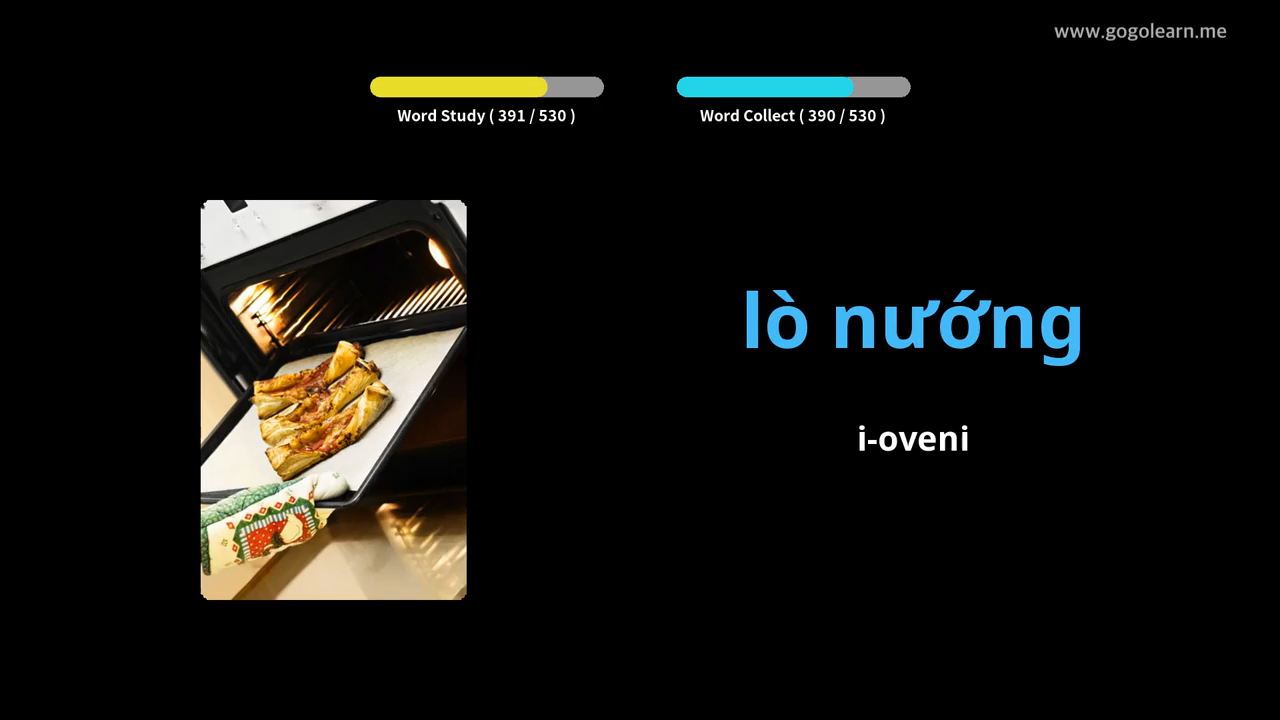 www.gogolearn.me
Word Study ( 391 / 530 )
Word Collect ( 390 / 530 )
lò nướng
i-oveni